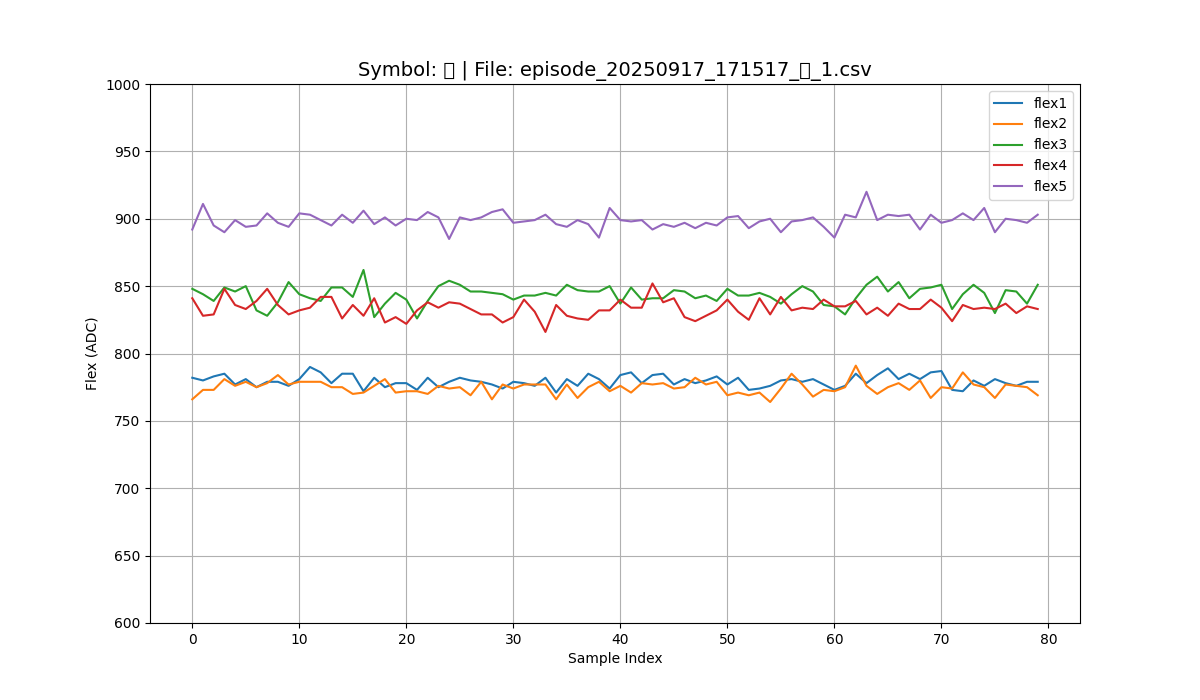 Symbol: | File: episode_20250917_171517_ _1.csv
1000
950
900
850
800
750
700
650
600
Flex (ADC)
0 10 20 30 40 50 60 70 80
Sample Index
flex1
flex2
flex3
flex4
flex5